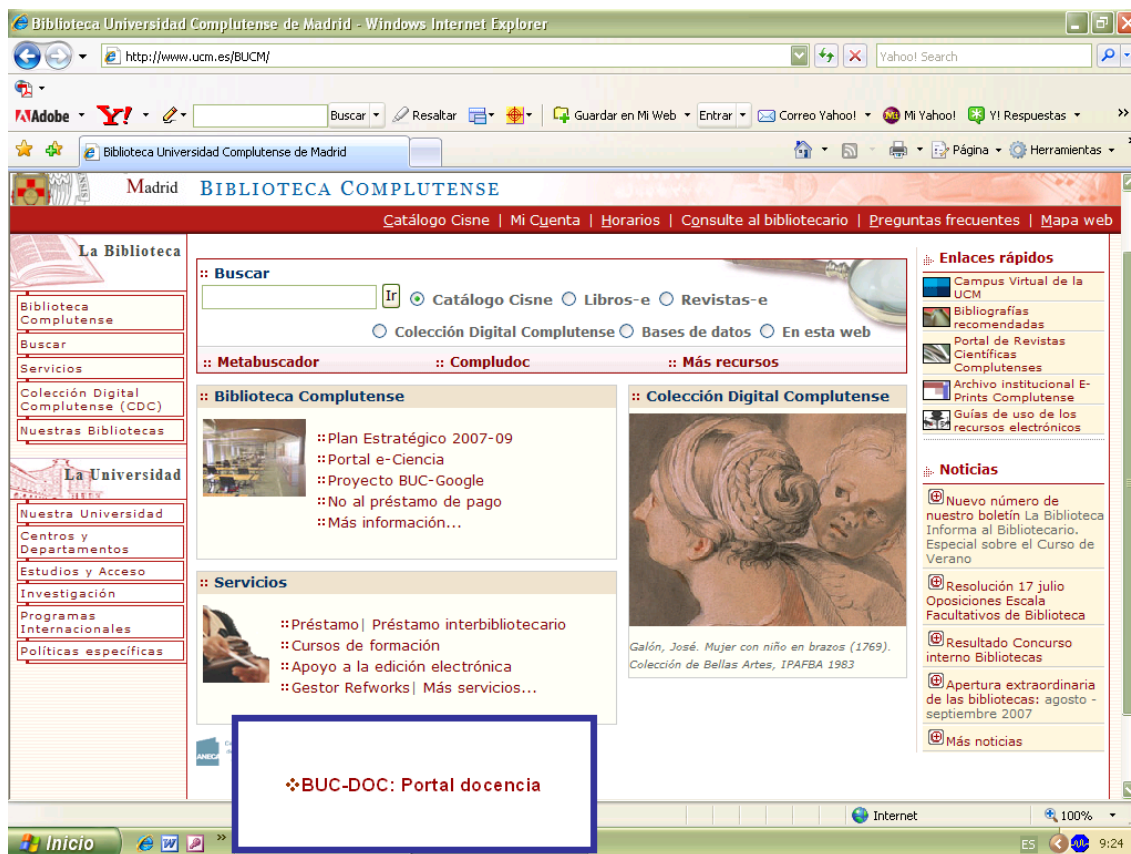 Biblioteca Universidad Complutense de Madrid - Windows Internet Explorer
http://www.ucm.es/BUCM/
Yahoo! Search
Adobe
Y!
Buscar
Resaltar
Guardar en Mi Web
Entrar
Correo Yahoo!
Mi Yahoo!
Y! Respuestas
Biblioteca Universidad Complutense de Madrid
Página
Herramientas
Madrid
BIBLIOTECA COMPLUTENSE
Catálogo Cisne | Mi Cuenta | Horarios | Consulte al bibliotecario | Preguntas frecuentes | Mapa web
La Biblioteca
Biblioteca
Complutense
Buscar
Servicios
Colección Digital
Complutense (CDC)
Nuestras Bibliotecas
La Universidad
Nuestra Universidad
Centros y
Departamentos
Estudios y Acceso
Investigación
Programas
Internacionales
Políticas específicas
:: Buscar
Ir
Catálogo Cisne
Libros-e
Revistas-e
Colección Digital Complutense
Bases de datos
En esta web
:: Metabuscador
:: Compludoc
:: Más recursos
:: Biblioteca Complutense
::Plan Estratégico 2007-09
::Portal e-Ciencia
::Proyecto BUC-Google
::No al préstamo de pago
::Más información...
:: Servicios
::Préstamo| Préstamo interbibliotecario
::Cursos de formación
::Apoyo a la edición electrónica
::Gestor Refworks| Más servicios...
:: Colección Digital Complutense
Galón, José. Mujer con niño en brazos (1769).
Colección de Bellas Artes, IPAFBA 1983
Enlaces rápidos
Campus Virtual de la
UCM
Bibliografías
recomendadas
Portal de Revistas
Científicas
Complutenses
Archivo institucional E-
Prints Complutense
Guías de uso de los
recursos electrónicos
Noticias
Nuevo número de
nuestro boletín La Biblioteca
Informa al Bibliotecario.
Especial sobre el Curso de
Verano
Resolución 17 julio
Oposiciones Escala
Facultativos de Biblioteca
Resultado Concurso
interno Bibliotecas
Apertura extraordinaria
de las bibliotecas: agosto -
septiembre 2007
Más noticias
ANECA
❖BUC-DOC: Portal docencia
Internet
100%
Inicio
ES
9:24